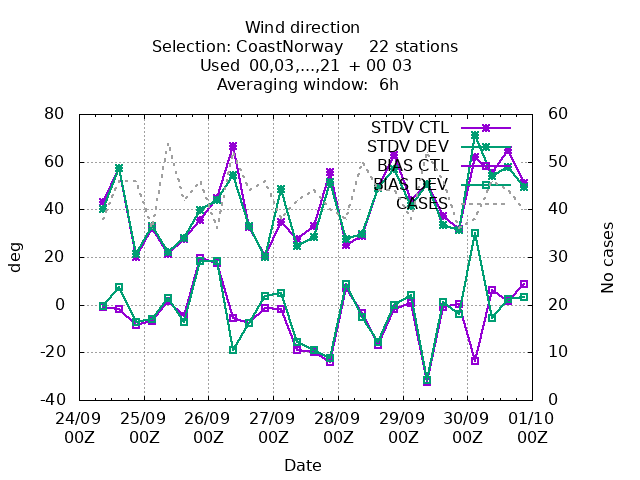 Wind direction
Selection: CoastNorway 22 stations
Used 00,03,...,21 + 00 03
Averaging window: 6h
80 60
STDV CTL
STDV DEV
60 50
BIAS CTL
BIAS DEV
40 40
CASES
20 30
0 20
-20 10
-40 0
deg
No cases
24/09 25/09 26/09 27/09 28/09 29/09 30/09 01/10
00Z 00Z 00Z 00Z 00Z 00Z 00Z 00Z
Date